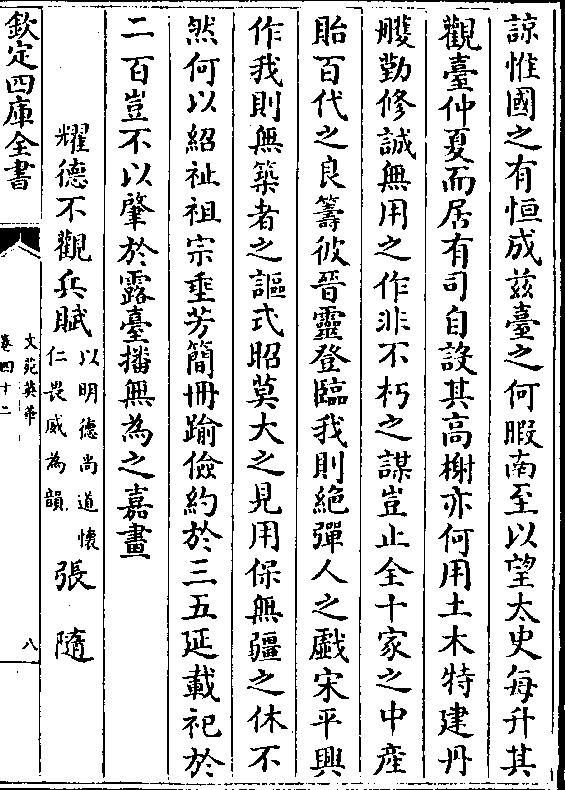 諒惟國之有恒成兹臺之何暇南至以望太史每升其
觀臺仲夏而居有司自設其高榭亦何用土木特建丹
雘勤修誠無用之作非不朽之謀豈止全十家之中產
貽百代之良籌彼晉靈登臨我則絕彈人之戲宋平興
作我則無築者之謳式昭莫大之見用保無疆之休不
然何以紹祉祖宗垂芳簡冊踰儉約於三五延載祀於
二百豈不以肇於露臺播無為之嘉畫
耀德不觀兵賦以明德尚道懷仁畏威為韻 張隨
欽定四庫全書
文苑英華
卷四十二
八